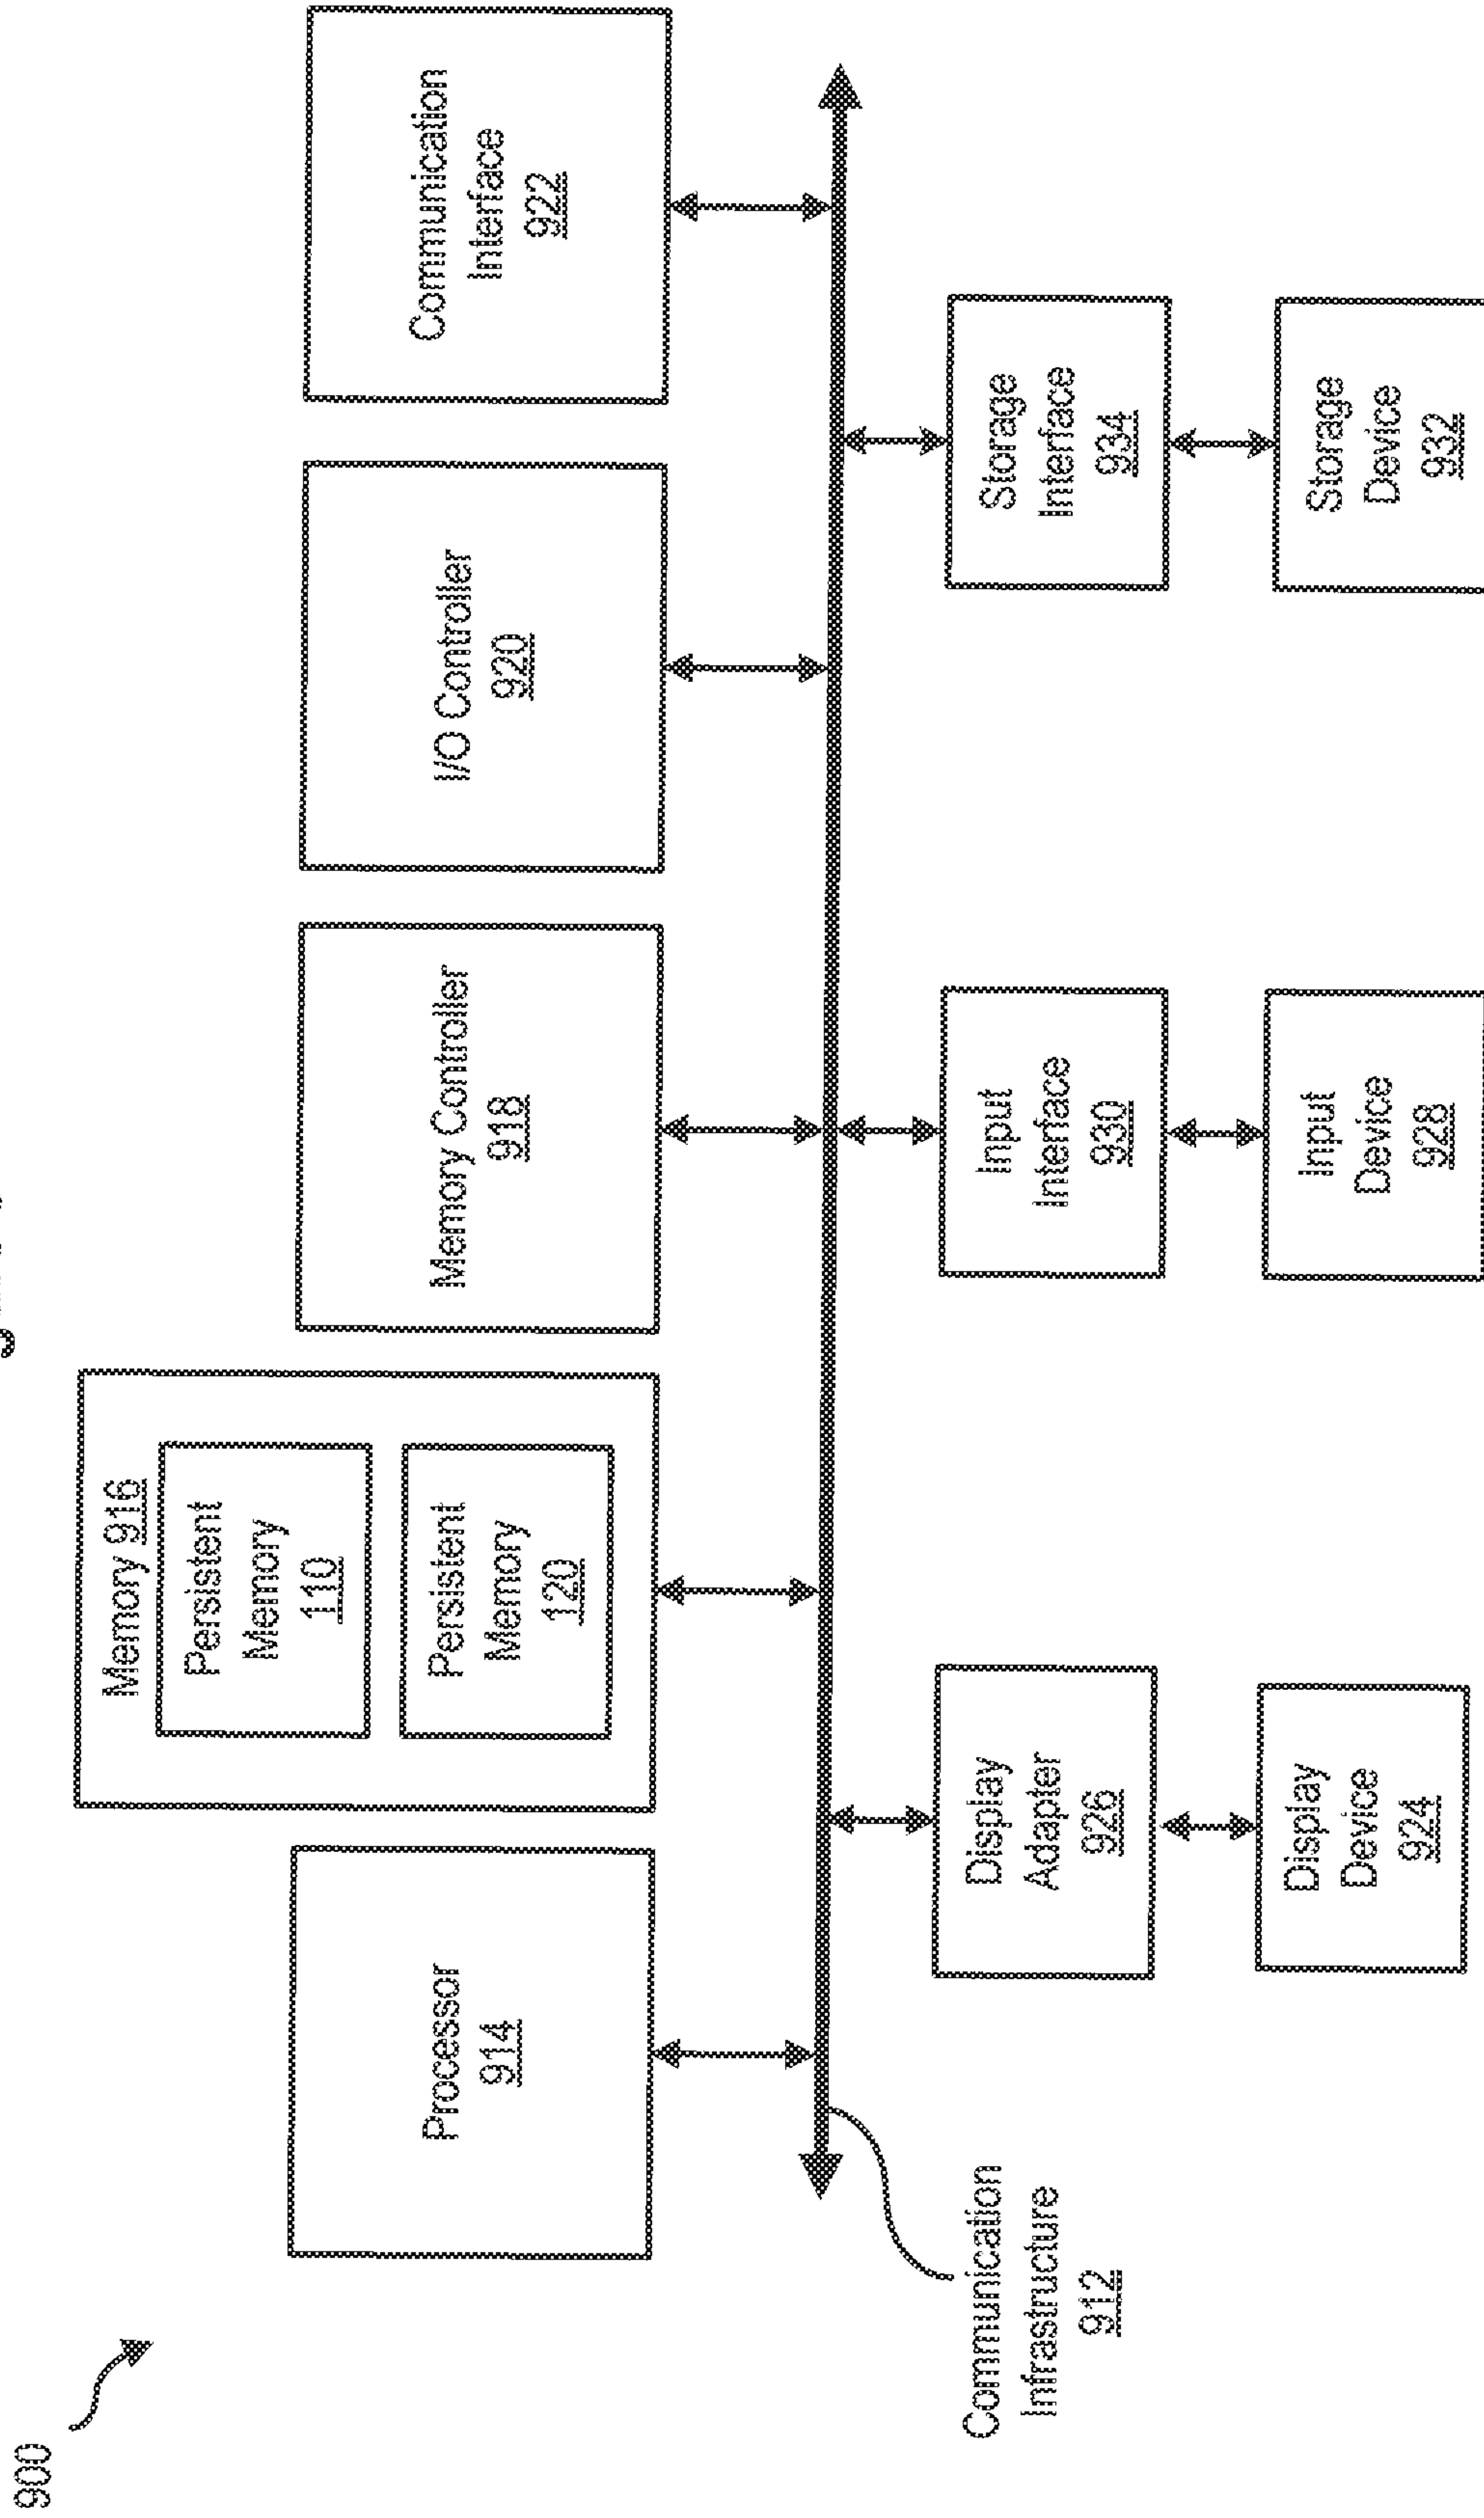 900
Processor
914
Memory 916
Persistent
Memory
110
Persistent
Memory
120
Memory Controller
918
I/O Controller
920
Communication
Interface
922
Communication
Infrastructure
912
Display
Adapter
926
Input
Interface
930
Storage
Interface
934
Display
Device
924
Input
Device
928
Storage
Device
932